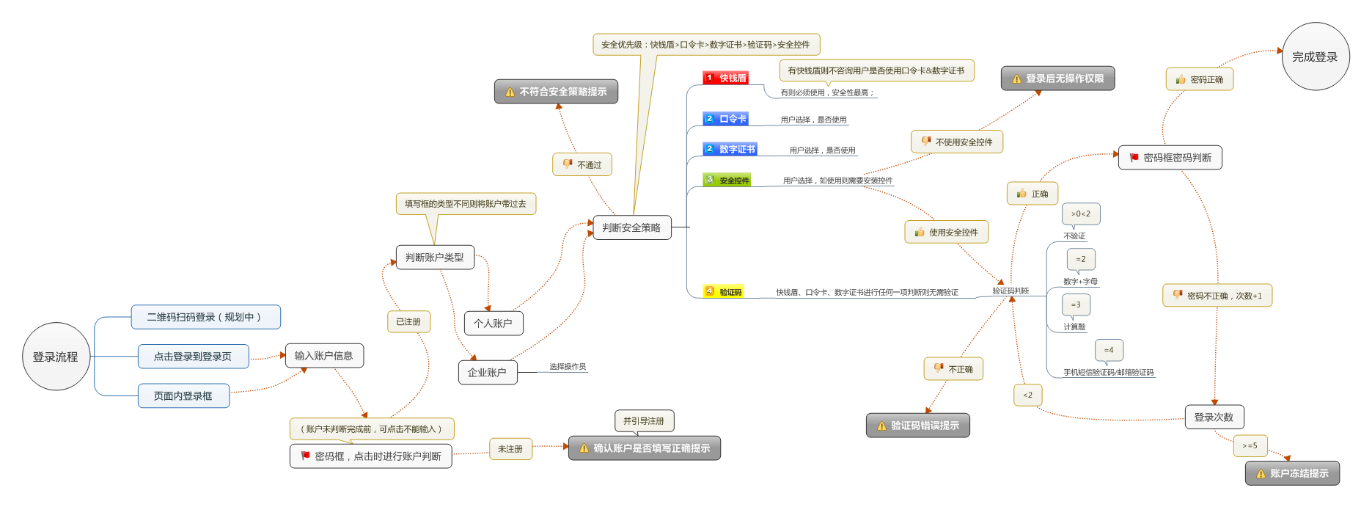 登录流程
二维码扫码登录（规划中）
点击登录到登录页
页面内登录框
输入账户信息
（账户未判断完成前，可点击不能输入）
密码框，点击时进行账户判断
未注册
并引导注册
确认账户是否填写正确提示
已注册
填写框的类型不同则将账户带过去
判断账户类型
个人账户
企业账户
选择操作员
判断安全策略
不通过
不符合安全策略提示
安全优先级：快钱盾>口令卡>数字证书>验证码>安全控件
1 快钱盾
有快钱盾则不咨询用户是否使用口令卡&数字证书
有则必须使用，安全性最高；
2 口令卡
用户选择，是否使用
2 数字证书
用户选择，是否使用
3 安全控件
用户选择，如使用则需要安装控件
不使用安全控件
登录后无操作权限
使用安全控件
验证码
快钱盾、口令卡、数字证书进行任何一项判断则无需验证
验证码判断
>0<2
不验证
=2
数字+字母
=3
计算题
=4
手机短信验证码/邮箱验证码
不正确
验证码错误提示
正确
密码框密码判断
密码正确
完成登录
密码不正确，次数+1
登录次数
<2
>=5
账户冻结提示